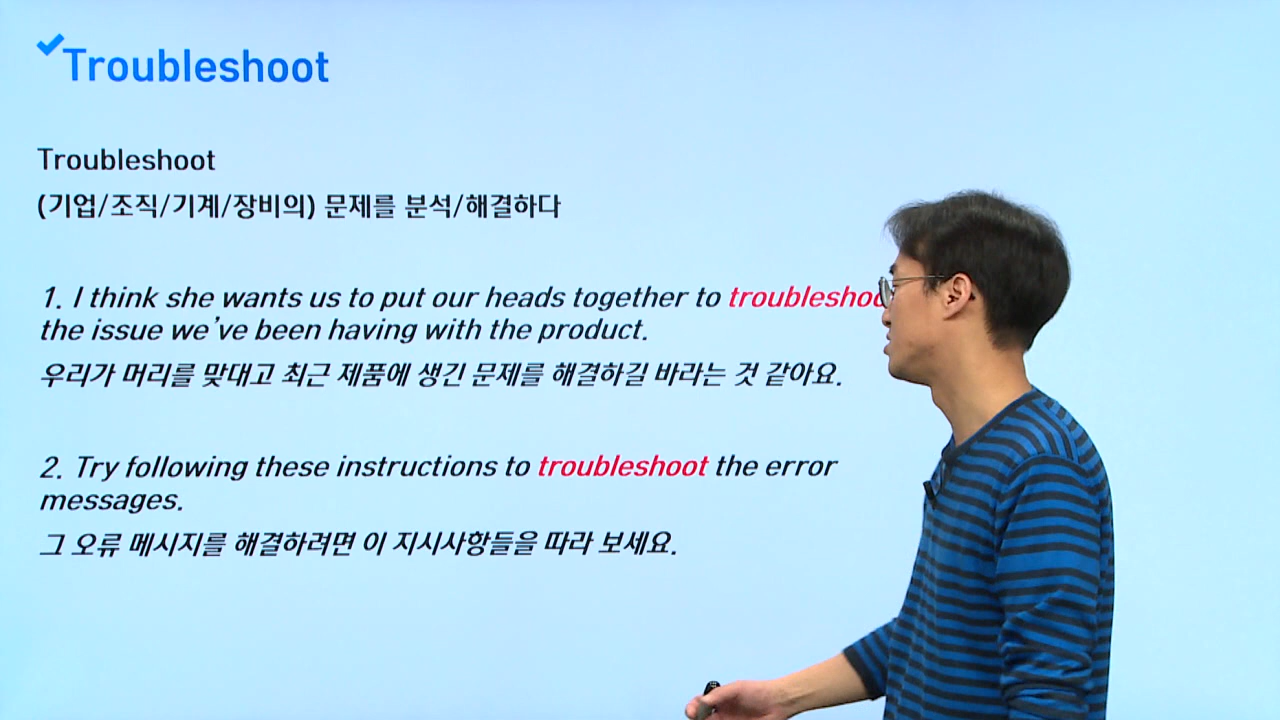 Troubleshoot
Troubleshoot
(기업/조직/기계/장비의) 문제를 분석/해결하다
1. I think she wants us to put our heads together to
the issue we've been having with the product.
우리가 머리를 맞대고 최근 제품에 생긴 문제를 해결하길 바라는 것 같아요.
2. Try following these instructions to troubleshoot the error
messages.
그 오류 메시지를 해결하려면 이 지시사항들을 따라 보세요.